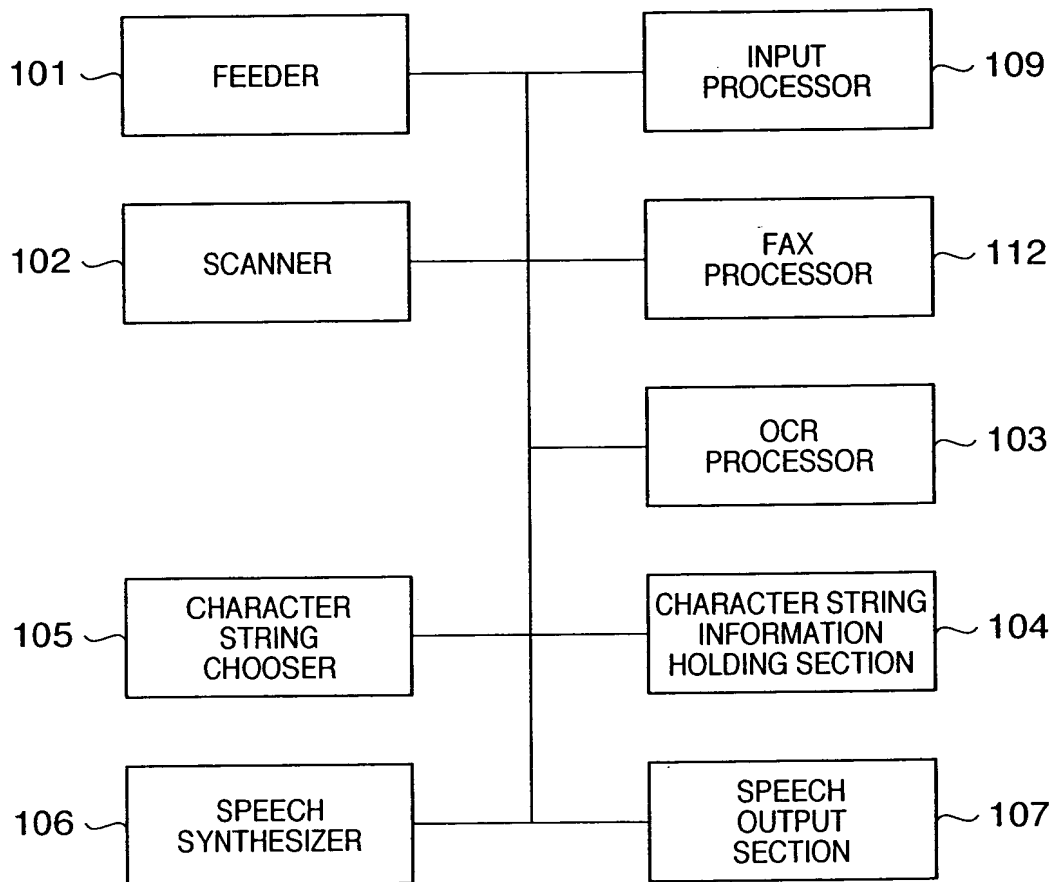 101
FEEDER
INPUT
PROCESSOR
109
102
SCANNER
FAX
PROCESSOR
112
OCR
PROCESSOR
103
105
CHARACTER
STRING
CHOOSER
CHARACTER STRING
INFORMATION
HOLDING SECTION
104
106
SPEECH
SYNTHESIZER
SPEECH
OUTPUT
SECTION
107